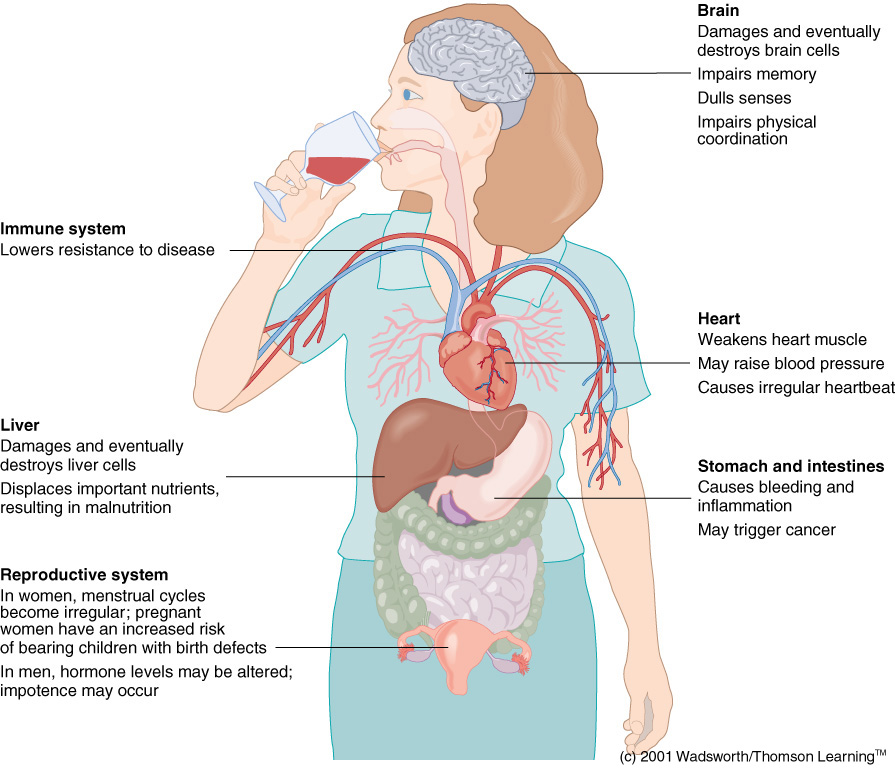 Brain
Damages and eventually
destroys brain cells
Impairs memory
Dulls senses
Impairs physical
coordination
Immune system
Lowers resistance to disease
Heart
Weakens heart muscle
May raise blood pressure
Causes irregular heartbeat
Liver
Damages and eventually
destroys liver cells
Displaces important nutrients,
resulting in malnutrition
Stomach and intestines
Causes bleeding and
inflammation
May trigger cancer
Reproductive system
In women, menstrual cycles
become irregular; pregnant
women have an increased risk
of bearing children with birth defects
In men, hormone levels may be altered;
impotence may occur
(c) 2001 Wadsworth/Thomson Learning™